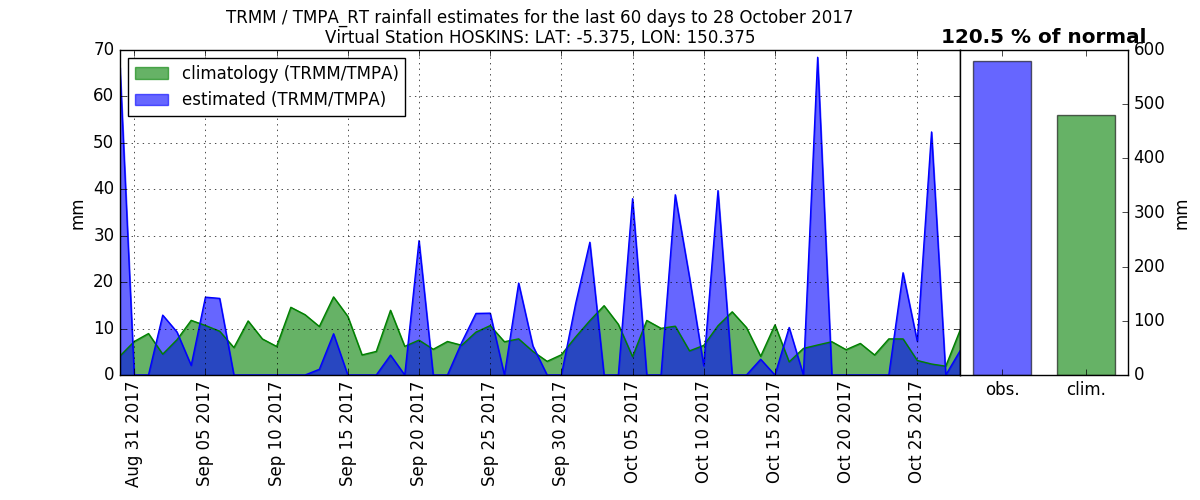 TRMM / TMPA_RT rainfall estimates for the last 60 days to 28 October 2017
Virtual Station HOSKINS: LAT: -5.375, LON: 150.375
120.5 % of normal
climatology (TRMM/TMPA)
estimated (TRMM/TMPA)
70
60
50
40
30
20
10
0
mm
Aug 31 2017
Sep 05 2017
Sep 10 2017
Sep 15 2017
Sep 20 2017
Sep 25 2017
Sep 30 2017
Oct 05 2017
Oct 10 2017
Oct 15 2017
Oct 20 2017
Oct 25 2017
obs.
clim.
600
500
400
300
200
100
0
mm